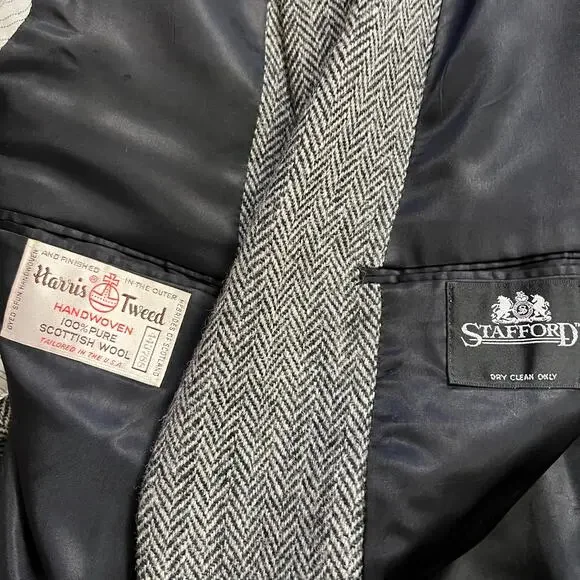 AND FINISHED
IN THE OUTER
HEBRIDES OF SCOTLAND
DYED SPUN HANDWOVEN
Harris Tweed
HANDWOVEN
100% PURE
SCOTTISH WOOL
TAILORED IN THE U.S.A.
STAFFORD
DRY CLEAN ONLY